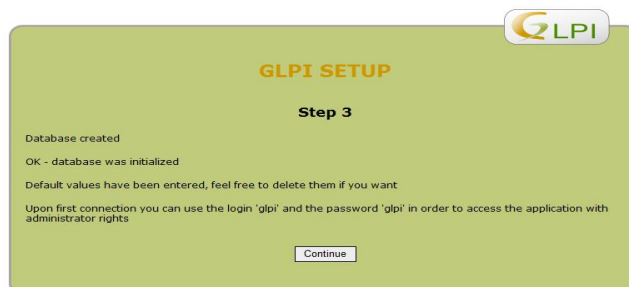 GLPI
GLPI SETUP
Step 3
Database created
OK - database was initialized
Default values have been entered, feel free to delete them if you want
Upon first connection you can use the login 'glpi' and the password 'glpi' in order to access the application with
administrator rights
Continue